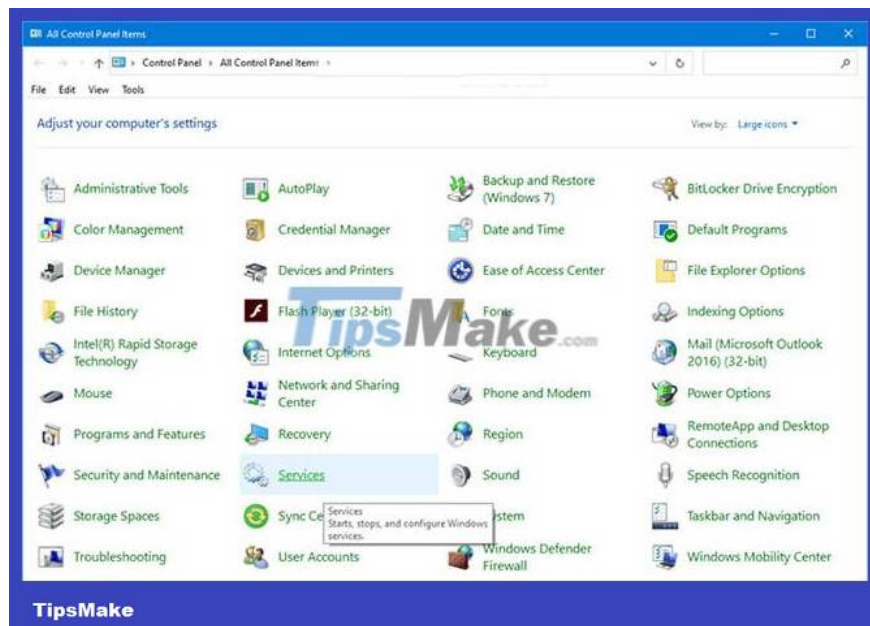 All Control Panel Items
Control Panel > All Control Panel Items >
File Edit View Tools
Adjust your computer's settings
View by: Large icons
Administrative Tools
AutoPlay
Backup and Restore
(Windows 7)
BitLocker Drive Encryption
Color Management
Credential Manager
Date and Time
Default Programs
Device Manager
Devices and Printers
Ease of Access Center
File Explorer Options
File History
Flash Player (32-bit)
Fonts
Indexing Options
TipsMake.com
Intel(R) Rapid Storage
Technology
Internet Options
Keyboard
Mail (Microsoft Outlook
2016) (32-bit)
Mouse
Network and Sharing
Center
Phone and Modem
Power Options
Programs and Features
Recovery
Region
RemoteApp and Desktop
Connections
Security and Maintenance
Services
Sound
Speech Recognition
Storage Spaces
Sync Ce
Services
Starts, stops, and configure Windows
services.
ystem
Taskbar and Navigation
Troubleshooting
User Accounts
Windows Defender
Firewall
Windows Mobility Center
TipsMake